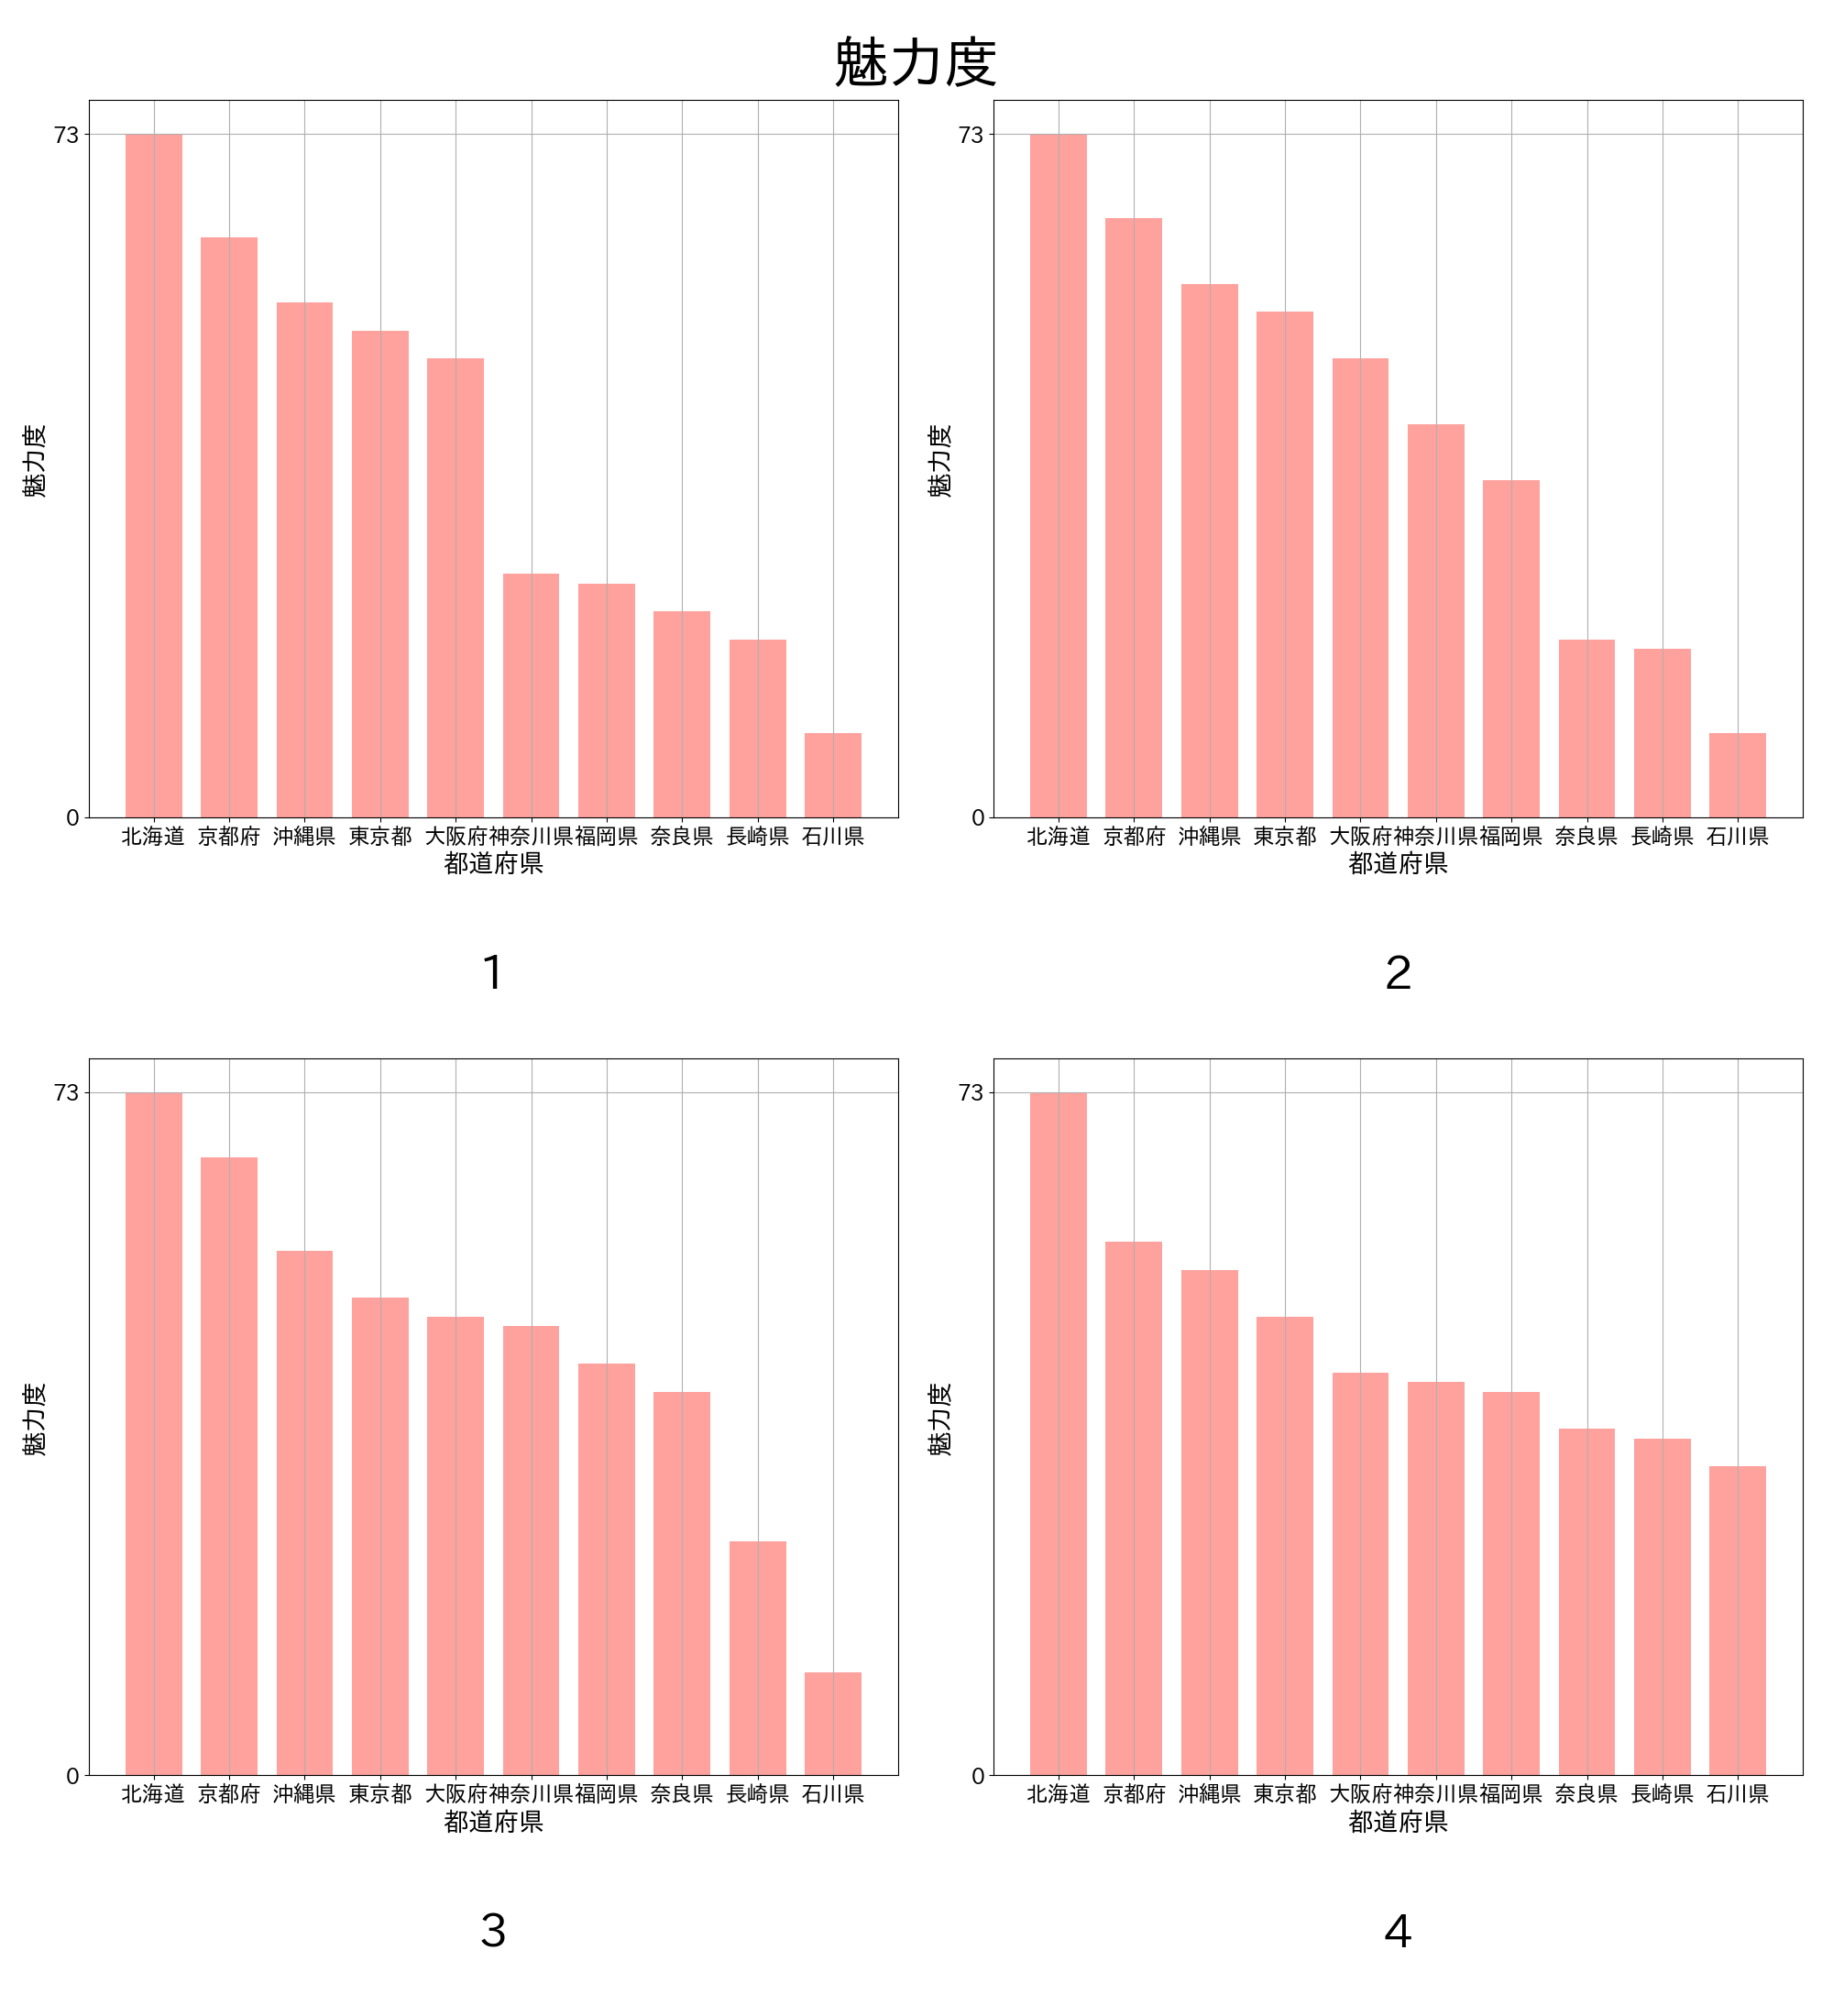 魅力度
73
0
魅力度
北海道 京都府 沖縄県 東京都 大阪府 神奈川県 福岡県 奈良県 長崎県 石川県
都道府県
1
73
0
魅力度
北海道 京都府 沖縄県 東京都 大阪府 神奈川県 福岡県 奈良県 長崎県 石川県
都道府県
2
73
0
魅力度
北海道 京都府 沖縄県 東京都 大阪府 神奈川県 福岡県 奈良県 長崎県 石川県
都道府県
3
73
0
魅力度
北海道 京都府 沖縄県 東京都 大阪府 神奈川県 福岡県 奈良県 長崎県 石川県
都道府県
4